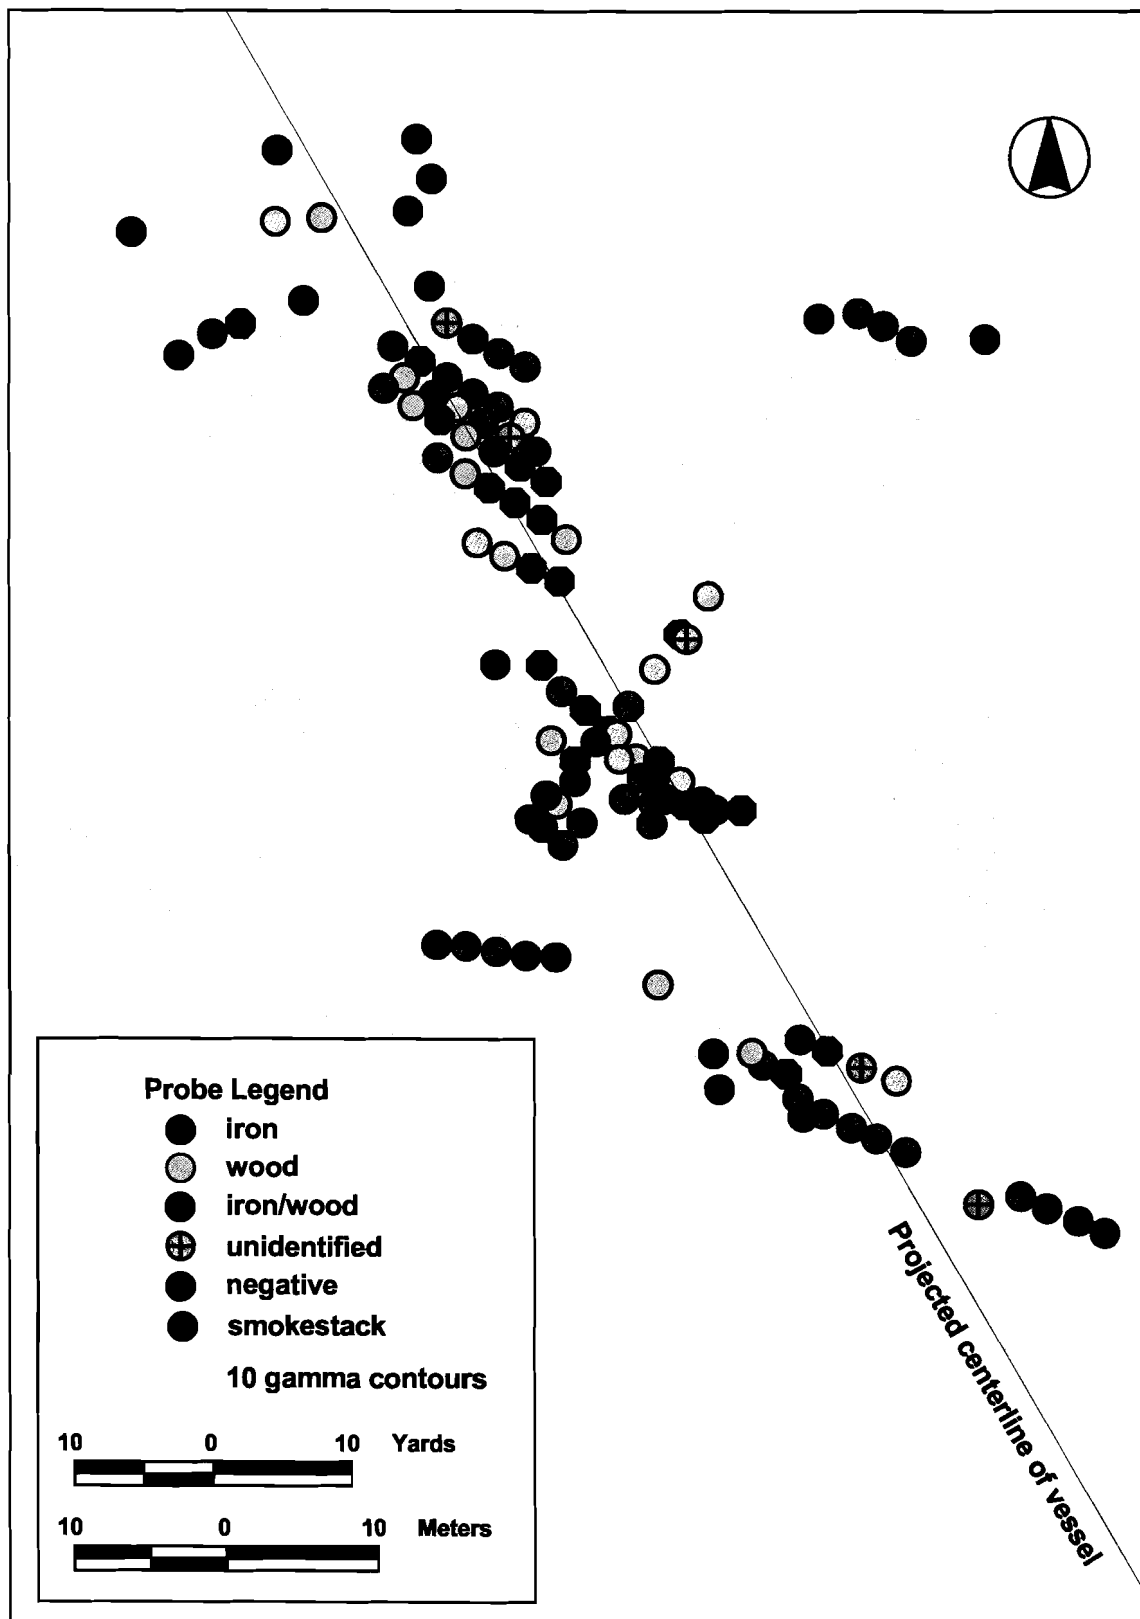 Probe Legend
iron
wood
iron/wood
unidentified
negative
smokestack
10 gamma contours
10 0 10 Yards
10 0 10 Meters
Projected centerline of vessel